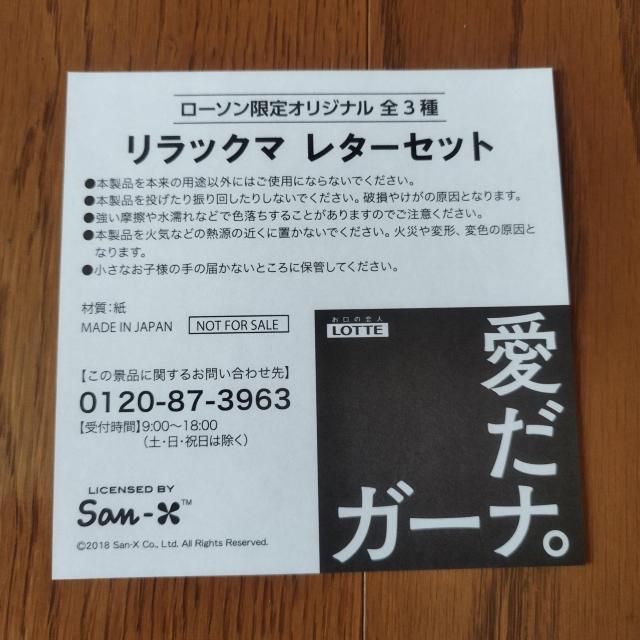 ローソン限定オリジナル 全3種
リラックマ レターセット
●本製品を本来の用途以外にはご使用にならないでください。
●本製品を投げたり振り回したりしないでください。破損やけがの原因となります。
●強い摩擦や水濡れなどで色落ちすることがありますのでご注意ください。
●本製品を火気などの熱源の近くに置かないでください。火災や変形、変色の原因と
なります。
●小さなお子様の手の届かないところに保管してください。
材質：紙
MADE IN JAPAN NOT FOR SALE
【この景品に関するお問い合わせ先】
0120-87-3963
【受付時間】9:00〜18:00
（土・日・祝日は除く）
LICENSED BY
San-X™
©2018 San-X Co., Ltd. All Rights Reserved.
お口の恋人
LOTTE
愛だ
ガーナ。